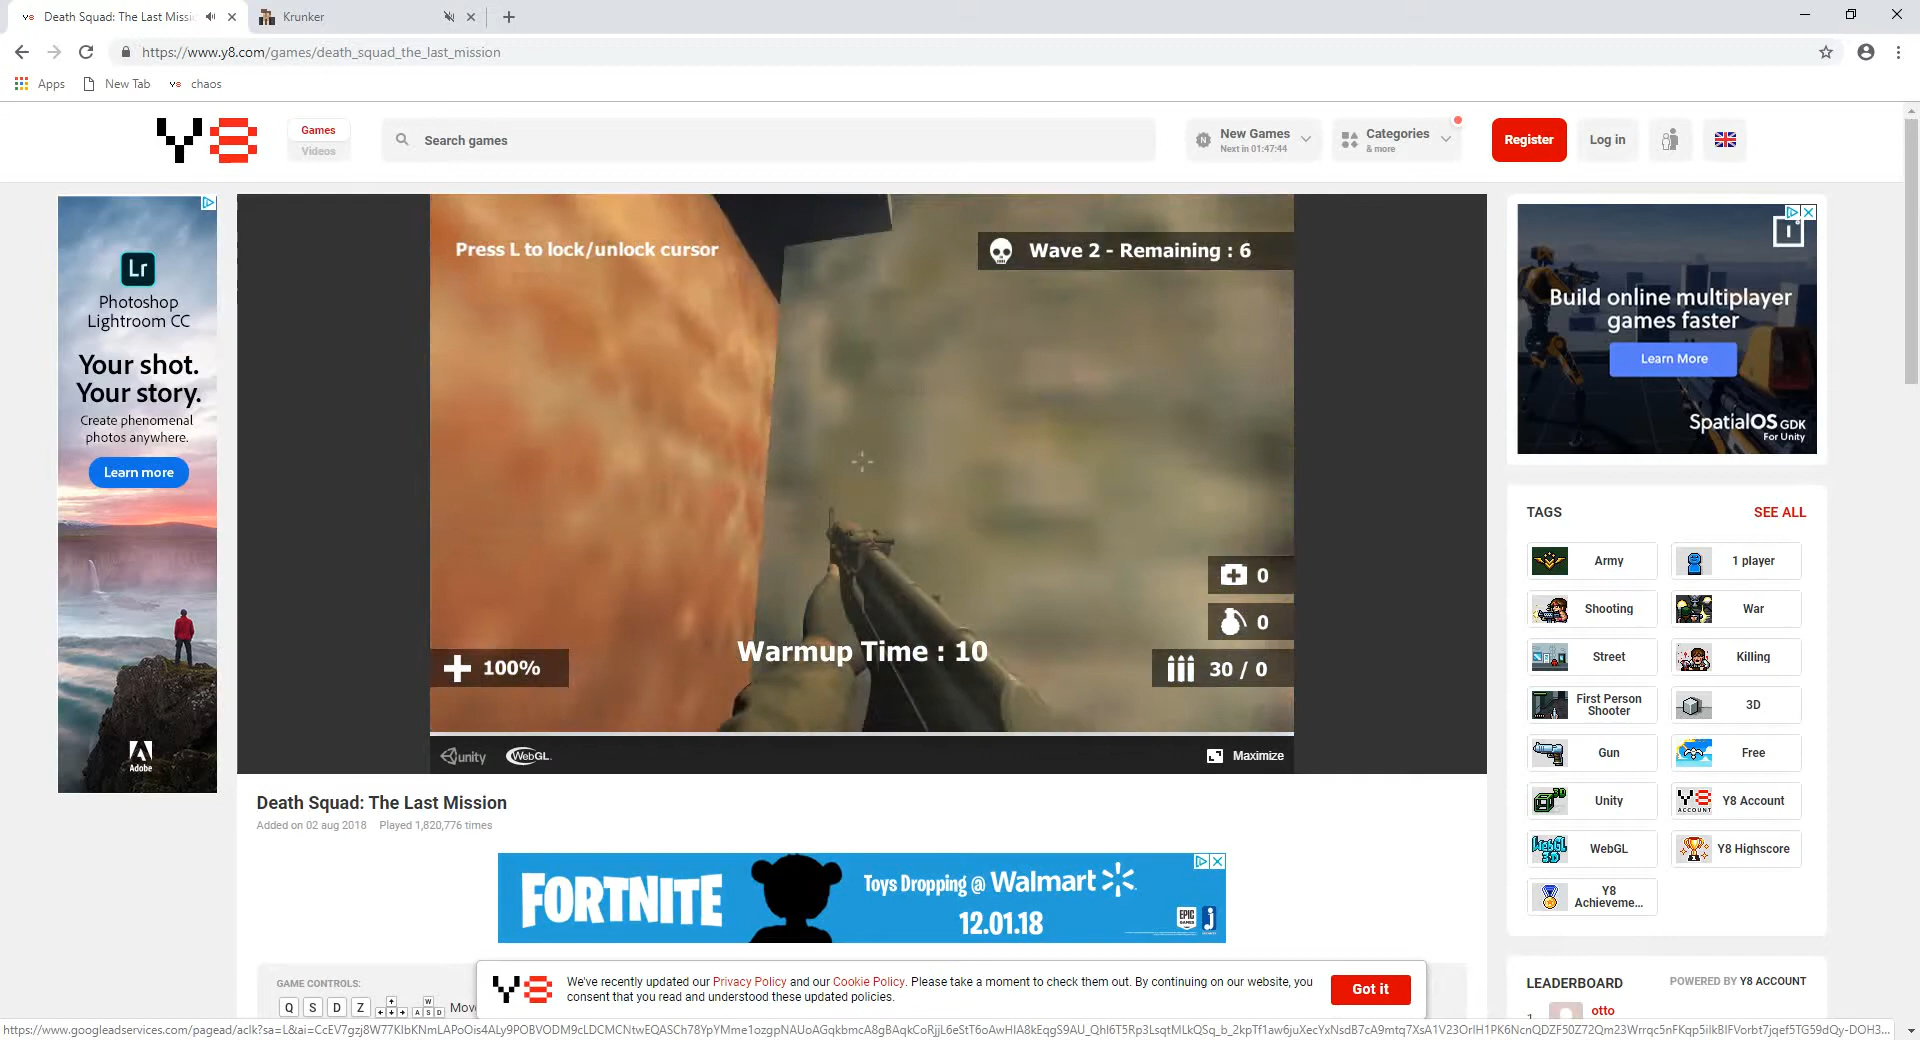 Death Squad: The Last Missi
Krunker
https://www.y8.com/games/death_squad_the_last_mission
Apps
New Tab
chaos
Y8
Games
Videos
Search games
New Games
Next in 01:47:44
Categories
& more
Register
Log in
Lr
Photoshop
Lightroom CC
Your shot.
Your story.
Create phenomenal
photos anywhere.
Learn more
Adobe
Press L to lock/unlock cursor
Wave 2 - Remaining : 6
0
0
Warmup Time : 10
100%
30 / 0
unity
WebGL
Maximize
Build online multiplayer
games faster
Learn More
SpatialOS GDK
For Unity
TAGS
SEE ALL
Army
1 player
Shooting
War
Street
Killing
First Person
Shooter
3D
Gun
Free
Unity
Y8 Account
WebGL
Y8 Highscore
Y8
Achieveme...
Death Squad: The Last Mission
Added on 02 aug 2018
Played 1,820,776 times
FORTNITE
Toys Dropping @ Walmart
12.01.18
EPIC
GAMES
GAME CONTROLS:
Q
S
D
Z
W
A
S
D
Mov
Y8
We've recently updated our Privacy Policy and our Cookie Policy. Please take a moment to check them out. By continuing on our website, you
consent that you read and understood these updated policies.
Got it
LEADERBOARD
POWERED BY Y8 ACCOUNT
1
otto